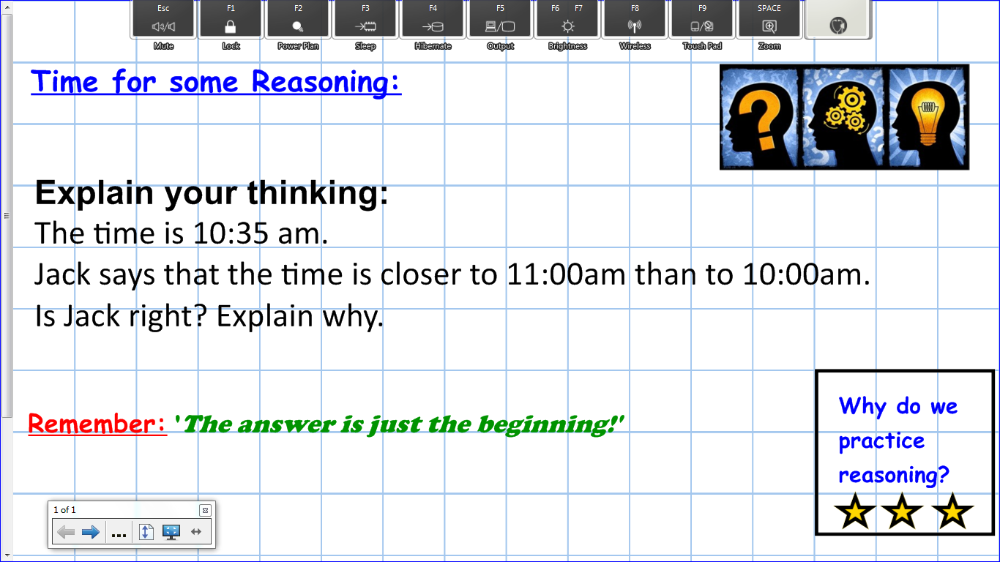 Esc F1 F2 F3 F4 F5 F6 F7 F8 F9 SPACE
Mute Lock Power Plan Sleep Hibernate Output Brightness Wireless Touch Pad Zoom
Time for some Reasoning:
Explain your thinking:
The time is 10:35 am.
Jack says that the time is closer to 11:00am than to 10:00am.
Is Jack right? Explain why.
Remember: 'The answer is just the beginning!'
Why do we
practice
reasoning?
1 of 1
...